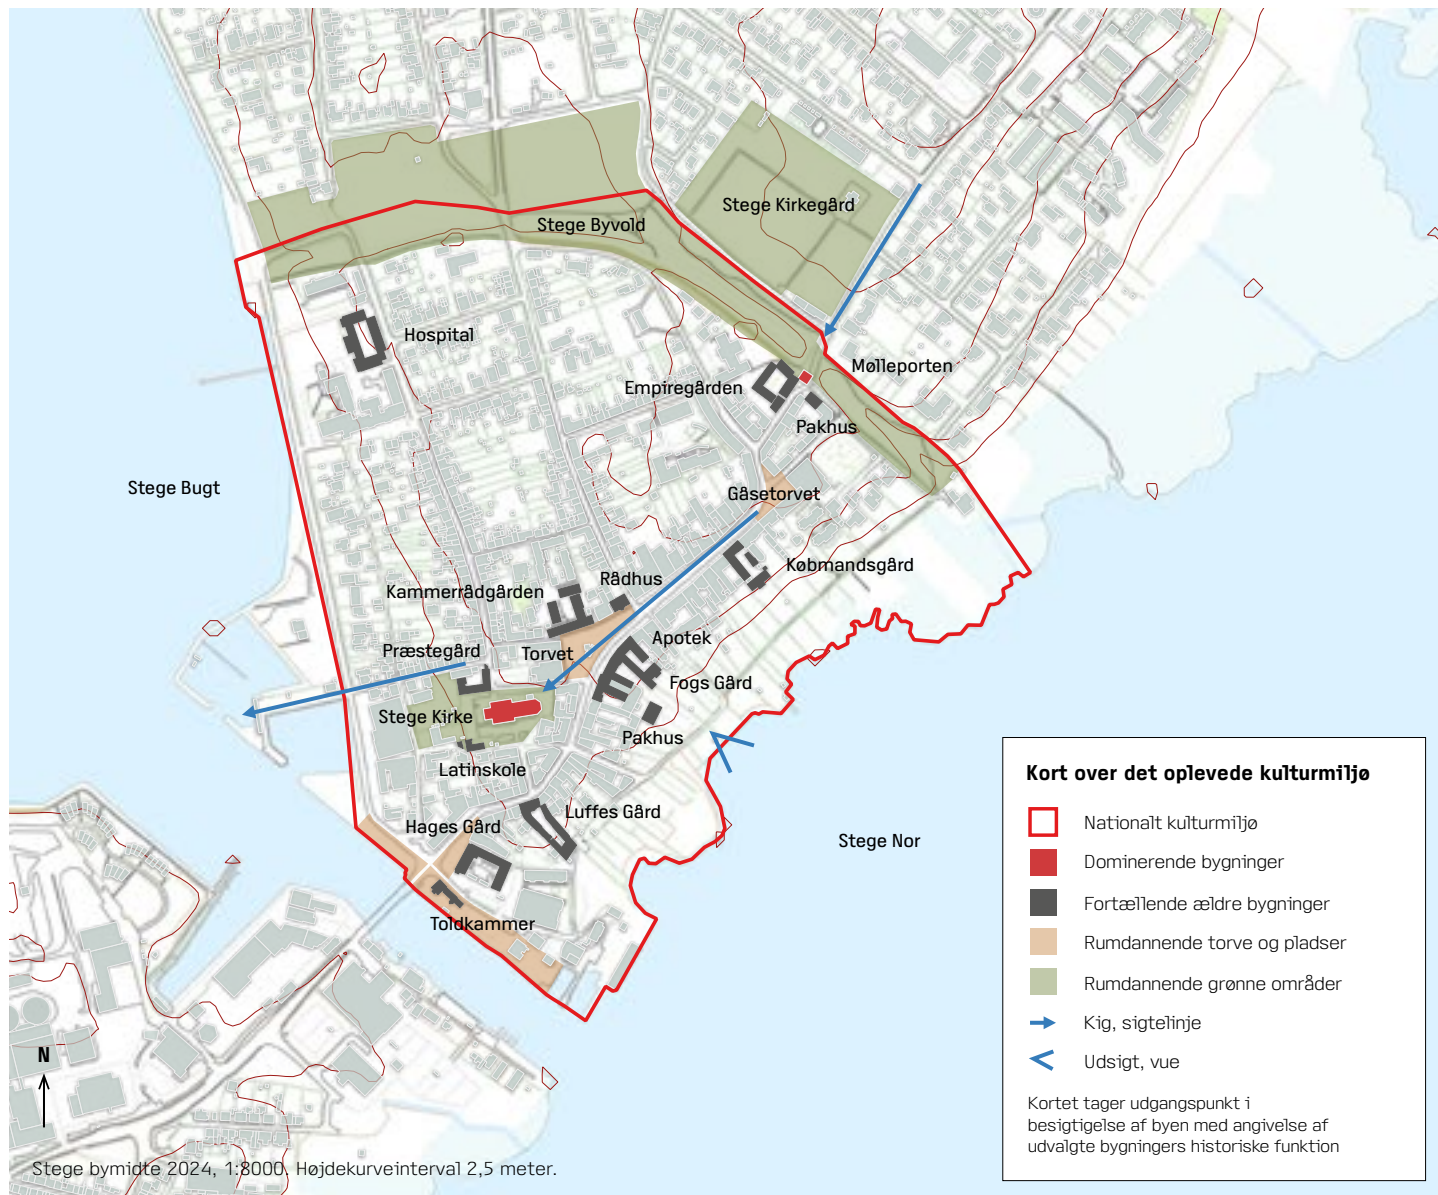 Stege Kirkegård
Stege Byvold
Hospital
Mølleporten
Empiregården
Pakhus
Stege Bugt
Gåsetorvet
Købmandsgård
Rådhus
Kammerrådgården
Apotek
Præstegård
Torvet
Fogs Gård
Stege Kirke
Pakhus
Latinskole
Luffes Gård
Hages Gård
Stege Nor
Toldkammer
Kort over det oplevede kulturmiljø
Nationalt kulturmiljø
Dominerende bygninger
Fortællende ældre bygninger
Rumdannende torve og pladser
Rumdannende grønne områder
Kig, sigtelinje
Udsigt, vue
Kortet tager udgangspunkt i
besigtigelse af byen med angivelse af
udvalgte bygningers historiske funktion
N
Stege bymidte 2024, 1:8000. Højdekurveinterval 2,5 meter.